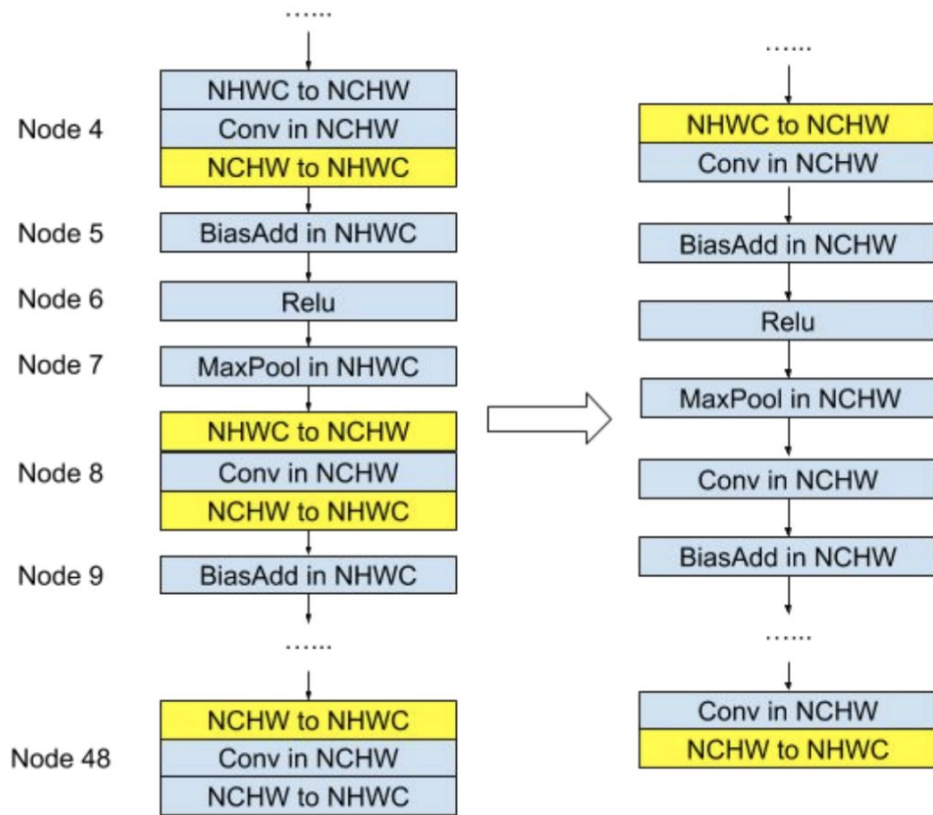 ......
NHWC to NCHW
Node 4
Conv in NCHW
NCHW to NHWC
Node 5
BiasAdd in NHWC
Node 6
Relu
Node 7
MaxPool in NHWC
NHWC to NCHW
Node 8
Conv in NCHW
NCHW to NHWC
Node 9
BiasAdd in NHWC
......
NCHW to NHWC
Node 48
Conv in NCHW
NCHW to NHWC
......
NHWC to NCHW
Conv in NCHW
BiasAdd in NCHW
Relu
MaxPool in NCHW
Conv in NCHW
BiasAdd in NCHW
......
Conv in NCHW
NCHW to NHWC